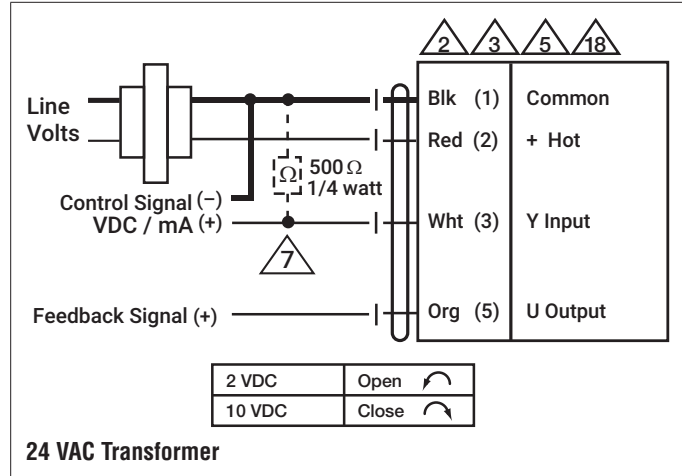 2 3 5 18
Line
Volts
Blk (1) Common
Red (2) + Hot
Ω 500 Ω
1/4 watt
Control Signal (−)
VDC / mA (+)
Wht (3) Y Input
7
Feedback Signal (+)
Org (5) U Output
2 VDC Open
10 VDC Close
24 VAC Transformer